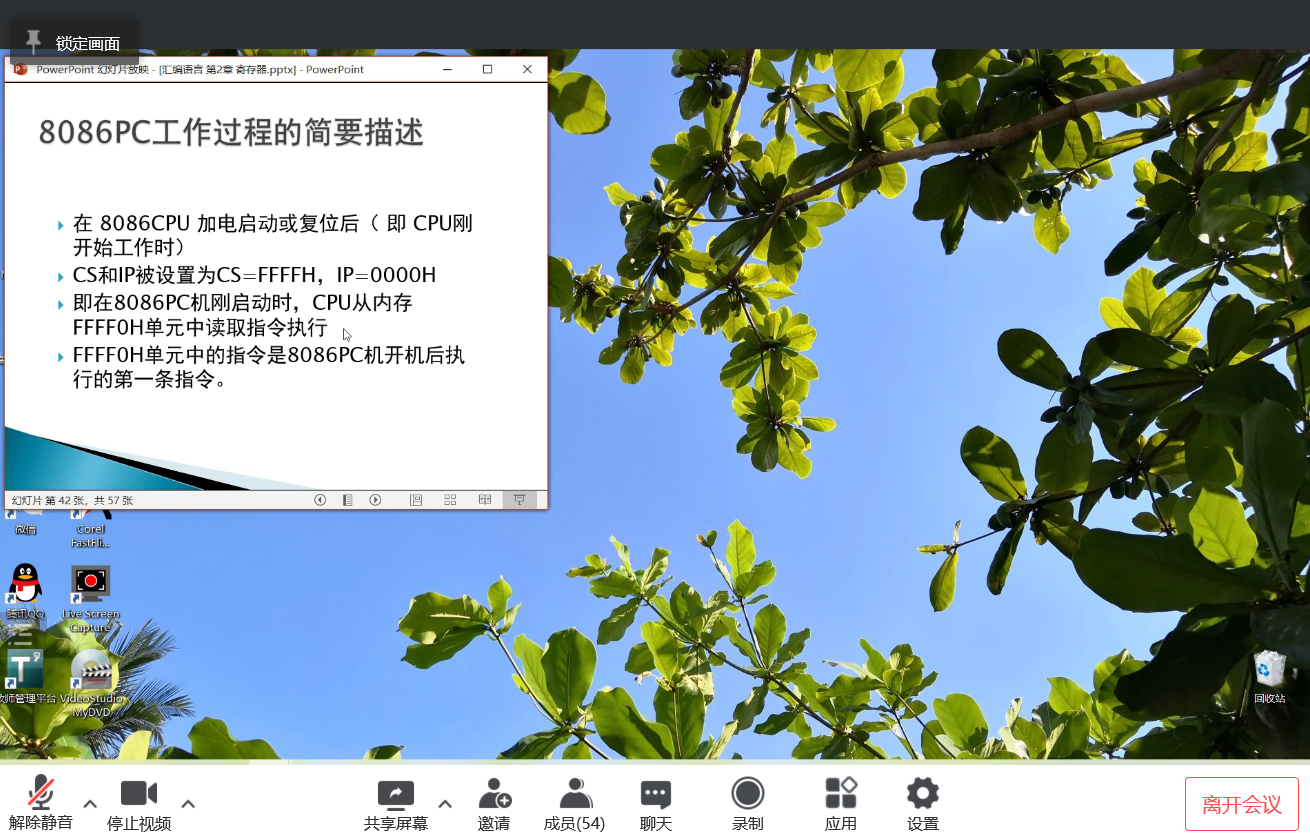 锁定画面
PowerPoint 幻灯片放映 - [汇编语言 第2章 寄存器.pptx] - PowerPoint
8086PC工作过程的简要描述
在 8086CPU 加电启动或复位后（ 即 CPU刚
开始工作时）
CS和IP被设置为CS=FFFFH，IP=0000H
即在8086PC机刚启动时，CPU从内存
FFFF0H单元中读取指令执行
FFFF0H单元中的指令是8086PC机开机后执
行的第一条指令。
幻灯片 第 42 张，共 57 张
微信
Corel
FastFli...
腾讯QQ
Live Screen
Capture
师管理平台
VideoStudio
MyDVD
回收站
解除静音
停止视频
共享屏幕
邀请
成员(54)
聊天
录制
应用
设置
离开会议